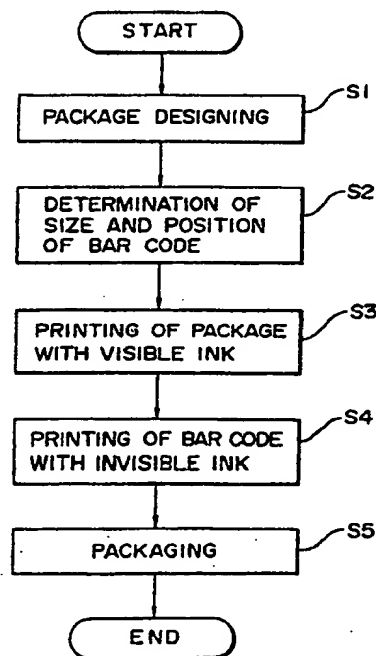 START
S1
PACKAGE DESIGNING
S2
DETERMINATION OF
SIZE AND POSITION
OF BAR CODE
S3
PRINTING OF PACKAGE
WITH VISIBLE INK
S4
PRINTING OF BAR CODE
WITH INVISIBLE INK
S5
PACKAGING
END